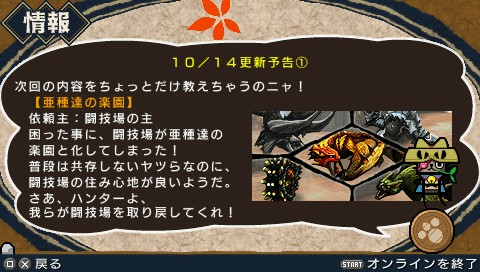 情報
10／14更新予告①
次回の内容をちょっとだけ教えちゃうのニャ！
【亜種達の楽園】
依頼主：闘技場の主
困った事に、闘技場が亜種達の
楽園と化してしまった！
普段は共存しないヤツらなのに、
闘技場の住み心地が良いようだ。
さあ、ハンターよ、
我らが闘技場を取り戻してくれ！
□×戻る
START オンラインを終了